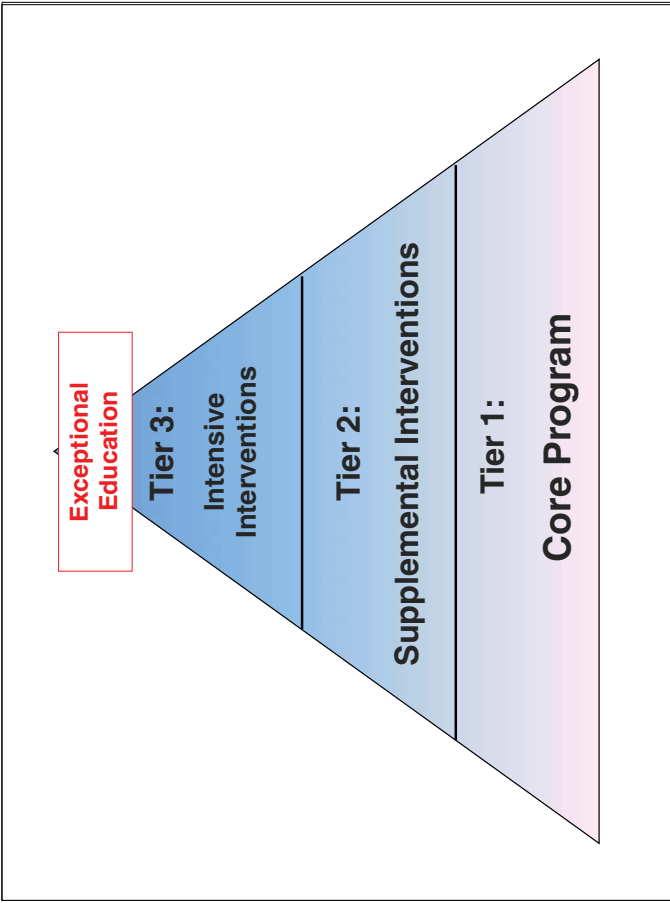 Exceptional
Education
Tier 3:
Intensive
Interventions
Tier 2:
Supplemental Interventions
Tier 1:
Core Program